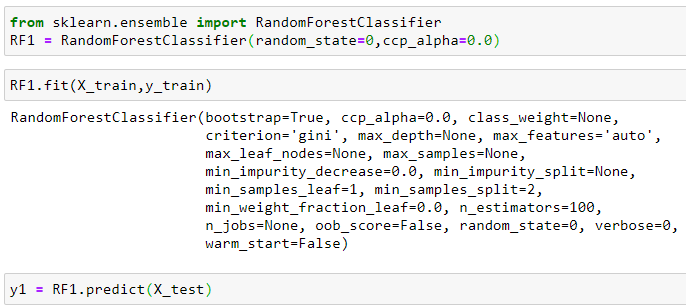 from sklearn.ensemble import RandomForestClassifier
RF1 = RandomForestClassifier(random_state=0,ccp_alpha=0.0)
RF1.fit(X_train,y_train)
RandomForestClassifier(bootstrap=True, ccp_alpha=0.0, class_weight=None,
criterion='gini', max_depth=None, max_features='auto',
max_leaf_nodes=None, max_samples=None,
min_impurity_decrease=0.0, min_impurity_split=None,
min_samples_leaf=1, min_samples_split=2,
min_weight_fraction_leaf=0.0, n_estimators=100,
n_jobs=None, oob_score=False, random_state=0, verbose=0,
warm_start=False)
y1 = RF1.predict(X_test)